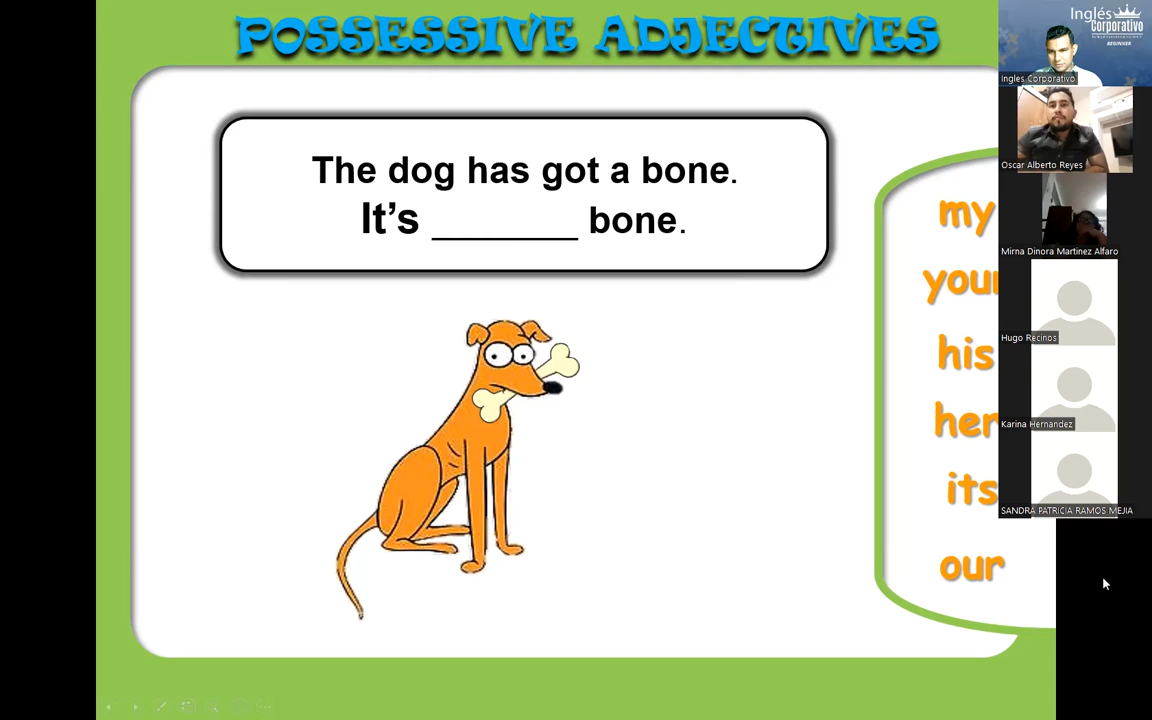 POSSESSIVE ADJECTIVES
The dog has got a bone.
It's _______ bone.
my
your
his
her
its
our
Inglés
Corporativo
BEGINNER
Ingles Corporativo
Oscar Alberto Reyes
Mirna Dinora Martinez Alfaro
Hugo Recinos
Karina Hernandez
SANDRA PATRICIA RAMOS MEJIA